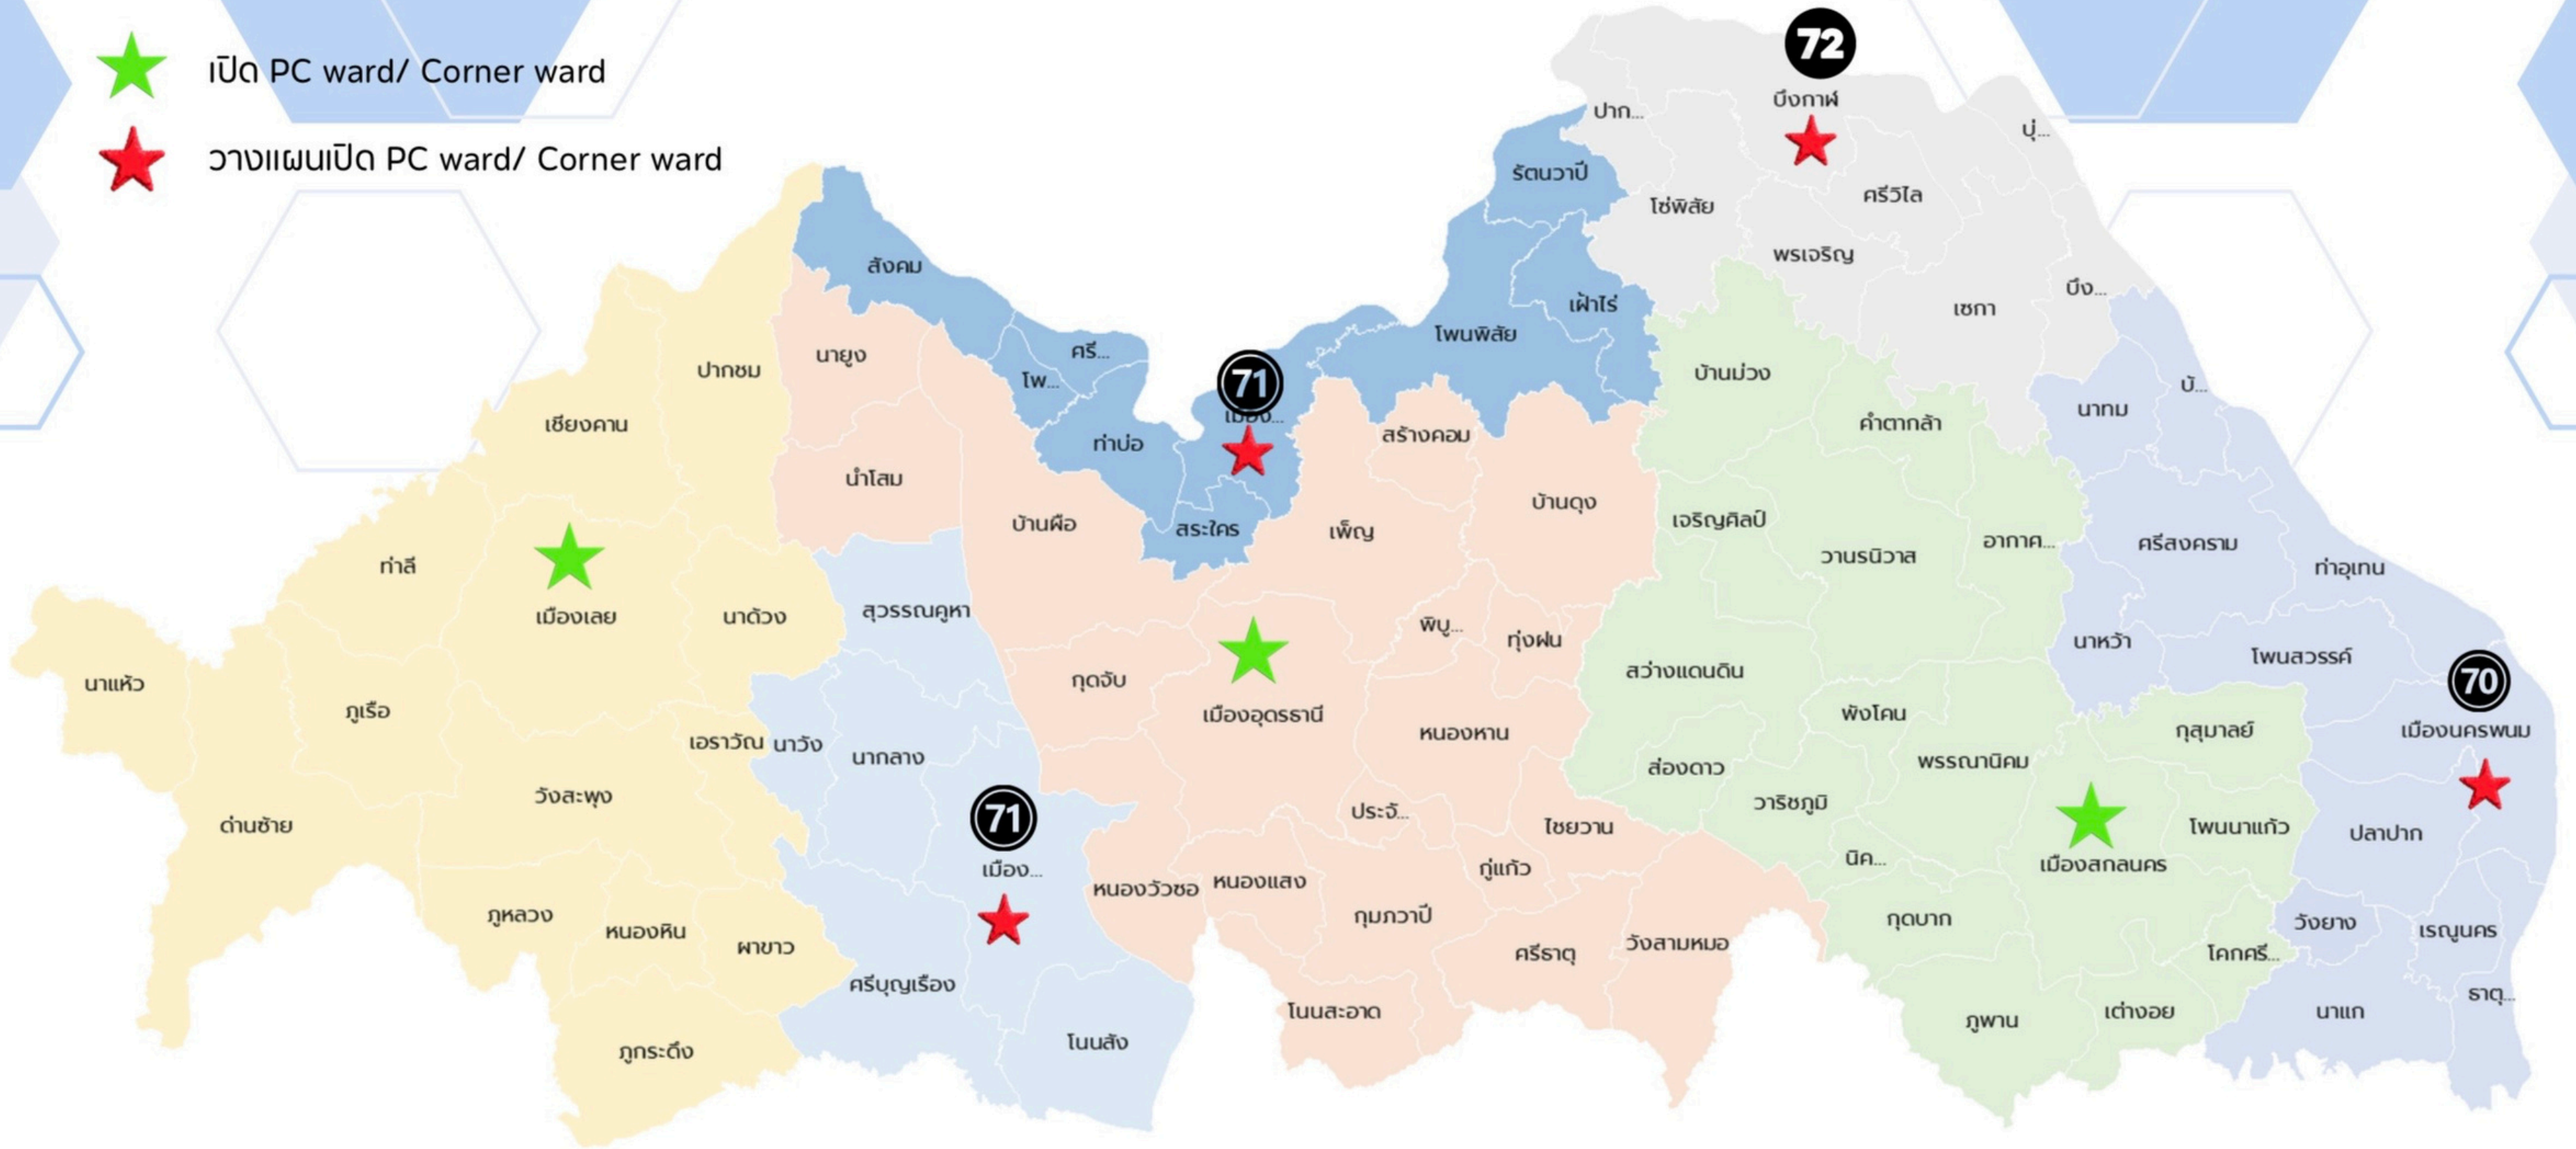 เปิด PC ward/ Corner ward
วางแผนเปิด PC ward/ Corner ward
72
บึงกาฬ
ปาก...
บุ่...
รัตนวาปี
ศรีวิไล
โซ่พิสัย
พรเจริญ
สังคม
บึง...
เฝ้าไร่
เซกา
โพนพิสัย
ศรี...
นายูง
ปากชม
บ้านม่วง
โพ...
71
บ้...
นาทม
เมือง...
เชียงคาน
คำตากล้า
สร้างคอม
ท่าบ่อ
น้ำโสม
บ้านดุง
เจริญศิลป์
บ้านผือ
สระใคร
เพ็ญ
อากาศ...
ศรีสงคราม
วานรนิวาส
ท่าลี
ท่าอุเทน
สุวรรณคูหา
เมืองเลย
นาด้วง
พิบู...
ทุ่งฝน
นาหว้า
โพนสวรรค์
สว่างแดนดิน
กุดจับ
70
นาแห้ว
ภูเรือ
เมืองอุดรธานี
พังโคน
กุสุมาลย์
เมืองนครพนม
หนองหาน
เอราวัณ
นาวัง
นากลาง
พรรณานิคม
ส่องดาว
วังสะพุง
วาริชภูมิ
ประจั...
71
ด่านซ้าย
ไชยวาน
โพนนาแก้ว
ปลาปาก
นิค...
เมืองสกลนคร
เมือง...
กู่แก้ว
หนองแสง
หนองวัวซอ
ภูหลวง
กุมภวาปี
กุดบาก
วังยาง
เรณูนคร
หนองหิน
ผาขาว
วังสามหมอ
ศรีธาตุ
โคกศรี...
ศรีบุญเรือง
ธาตุ...
โนนสะอาด
เต่างอย
นาแก
ภูพาน
โนนสัง
ภูกระดึง